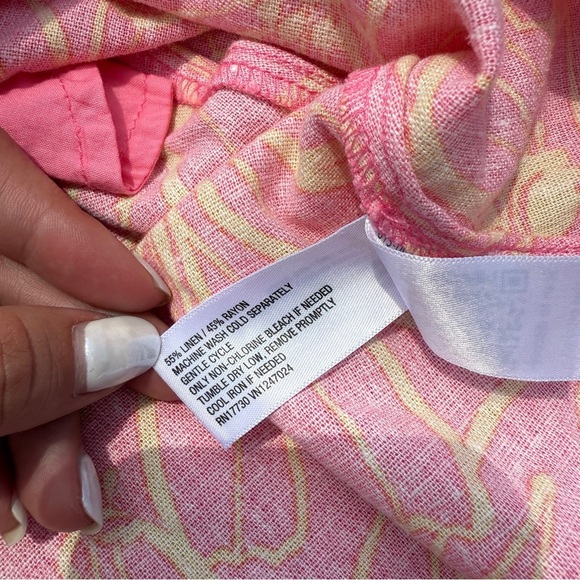 55% LINEN / 45% RAYON
MACHINE WASH COLD SEPARATELY
GENTLE CYCLE
ONLY NON CHLORINE BLEACH IF NEEDED
TUMBLE DRY LOW, REMOVE PROMPTLY
COOL IRON IF NEEDED
RN17730 VN1247024